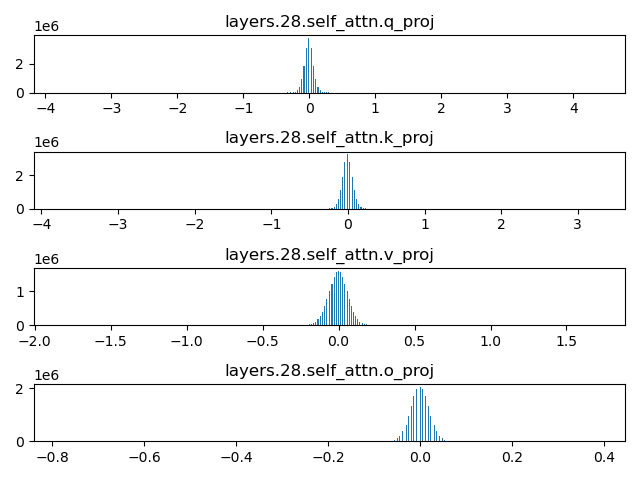 layers.28.self_attn.q_proj
1e6
2
0
−4 −3 −2 −1 0 1 2 3 4
layers.28.self_attn.k_proj
1e6
2
0
−4 −3 −2 −1 0 1 2 3
layers.28.self_attn.v_proj
1e6
1
0
−2.0 −1.5 −1.0 −0.5 0.0 0.5 1.0 1.5
layers.28.self_attn.o_proj
1e6
2
0
−0.8 −0.6 −0.4 −0.2 0.0 0.2 0.4